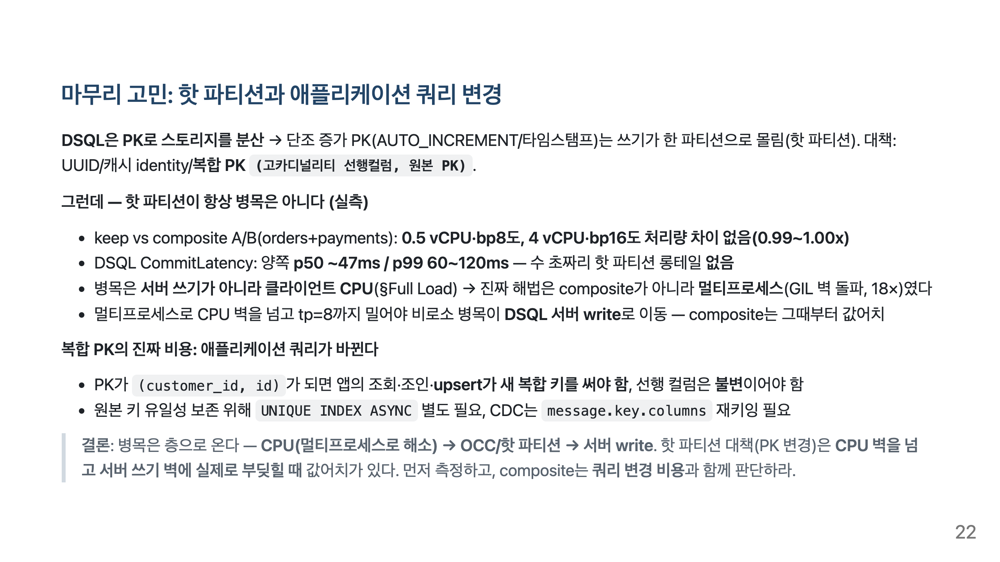 마무리 고민: 핫 파티션과 애플리케이션 쿼리 변경
DSQL은 PK로 스토리지를 분산 → 단조 증가 PK(AUTO_INCREMENT/타임스탬프)는 쓰기가 한 파티션으로 몰림(핫 파티션). 대책:
UUID/캐시 identity/복합 PK (고카디널리티 선행컬럼, 원본 PK).
그런데 — 핫 파티션이 항상 병목은 아니다 (실측)
• keep vs composite A/B(orders+payments): 0.5 vCPU·bp8도, 4 vCPU·bp16도 처리량 차이 없음(0.99~1.00x)
• DSQL CommitLatency: 양쪽 p50 ~47ms / p99 60~120ms — 수 초짜리 핫 파티션 롱테일 없음
• 병목은 서버 쓰기가 아니라 클라이언트 CPU(§Full Load) → 진짜 해법은 composite가 아니라 멀티프로세스(GIL 벽 돌파, 18×)였다
• 멀티프로세스로 CPU 벽을 넘고 tp=8까지 밀어야 비로소 병목이 DSQL 서버 write로 이동 — composite는 그때부터 값어치
복합 PK의 진짜 비용: 애플리케이션 쿼리가 바뀐다
• PK가 (customer_id, id)가 되면 앱의 조회·조인·upsert가 새 복합 키를 써야 함, 선행 컬럼은 불변이어야 함
• 원본 키 유일성 보존 위해 UNIQUE INDEX ASYNC 별도 필요, CDC는 message.key.columns 재키잉 필요
결론: 병목은 층으로 온다 — CPU(멀티프로세스로 해소) → OCC/핫 파티션 → 서버 write. 핫 파티션 대책(PK 변경)은 CPU 벽을 넘
고 서버 쓰기 벽에 실제로 부딪힐 때 값어치가 있다. 먼저 측정하고, composite는 쿼리 변경 비용과 함께 판단하라.
22